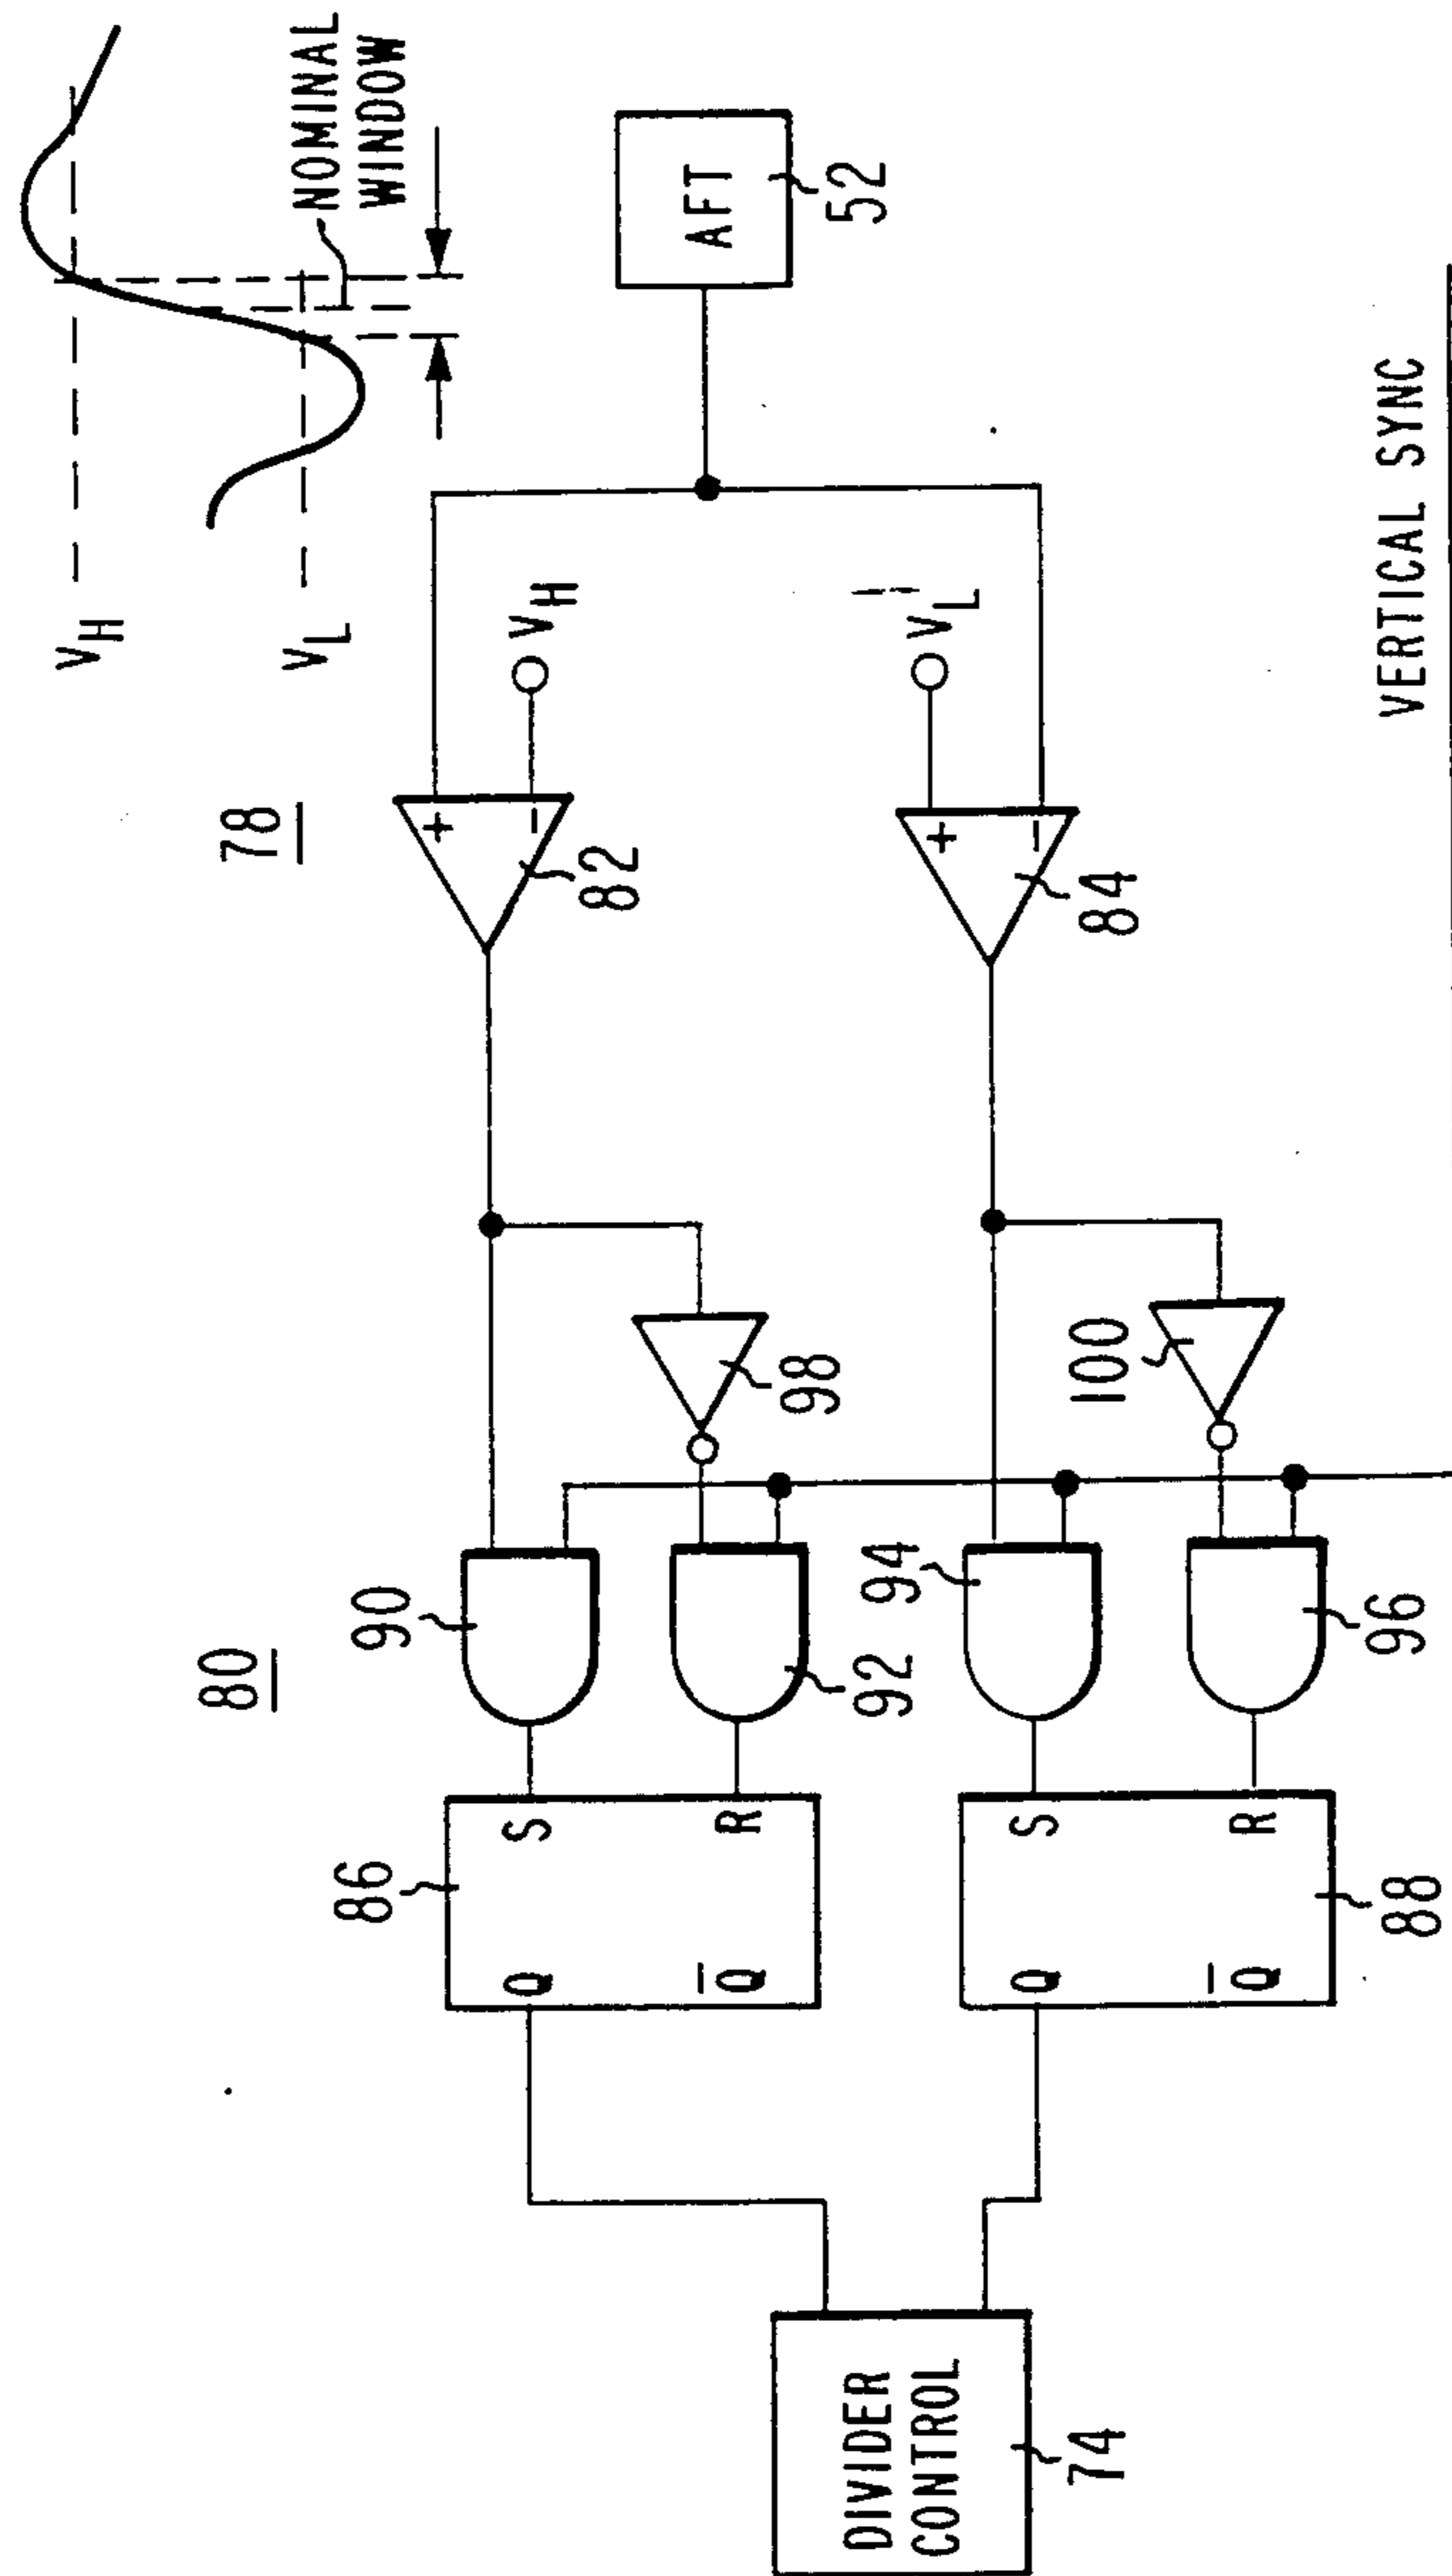 V_H
V_L
NOMINAL
WINDOW
AFT
52
78
V_H
+
−
82
V_L
+
−
84
VERTICAL SYNC
80
90
98
92
94
100
96
86
S
R
Q
Q̅
S
R
Q
Q̅
88
DIVIDER
CONTROL
74